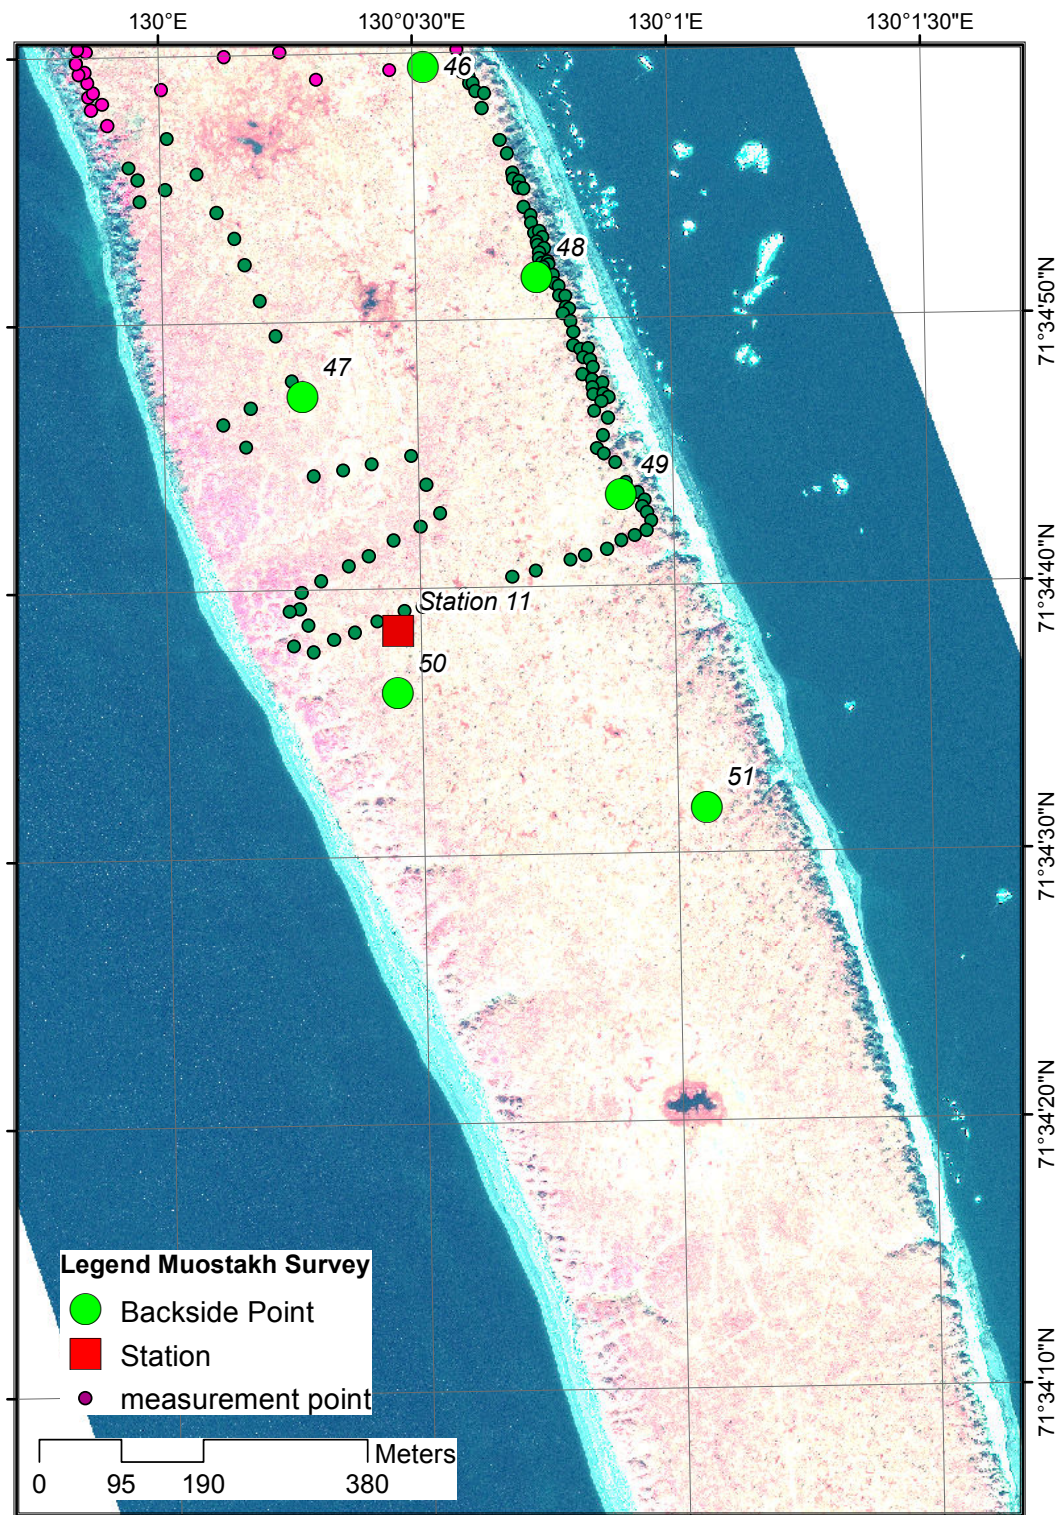 130°0" 130°0'30"E 130°1'E 130°1'30"E
46
48
71°34'50"N
47
49
71°34'40"N
Station 11
50
51
71°34'30"N
71°34'20"N
Legend Muostakh Survey
Backside Point
Station
measurement point
71°34'10"N
Meters
0 95 190 380